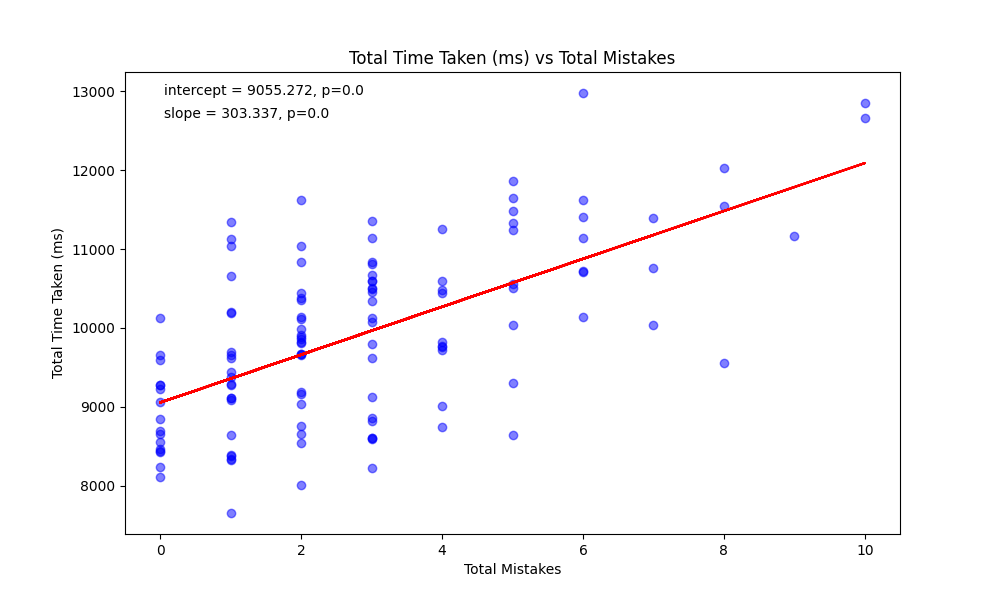 Total Time Taken (ms) vs Total Mistakes
intercept = 9055.272, p=0.0
slope = 303.337, p=0.0
Total Time Taken (ms)
13000
12000
11000
10000
9000
8000
0 2 4 6 8 10
Total Mistakes